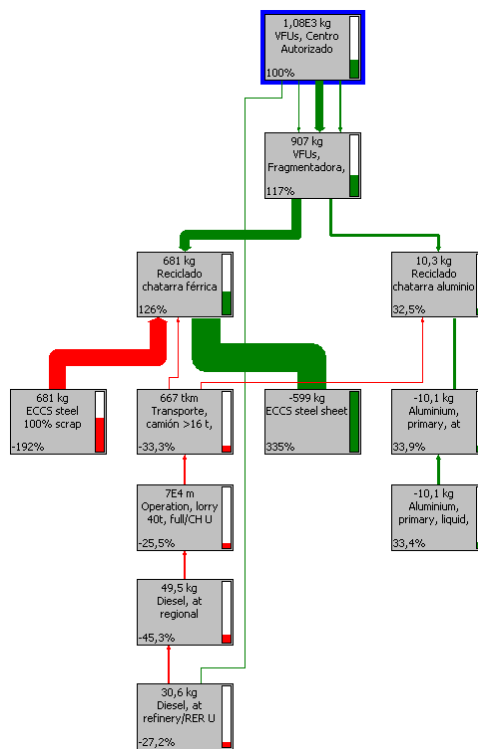 1,08E3 kg
VFUs, Centro
Autorizado
100%
907 kg
VFUs,
Fragmentadora,
117%
681 kg
Reciclado
chatarra férrica
126%
10,3 kg
Reciclado
chatarra aluminio
32,5%
681 kg
ECCS steel
100% scrap
-192%
667 tkm
Transporte,
camión >16 t,
-33,3%
-599 kg
ECCS steel sheet
335%
-10,1 kg
Aluminium,
primary, at
33,9%
7E4 m
Operation, lorry
40t, full/CH U
-25,5%
-10,1 kg
Aluminium,
primary, liquid,
33,4%
49,5 kg
Diesel, at
regional
-45,3%
30,6 kg
Diesel, at
refinery/RER U
-27,2%